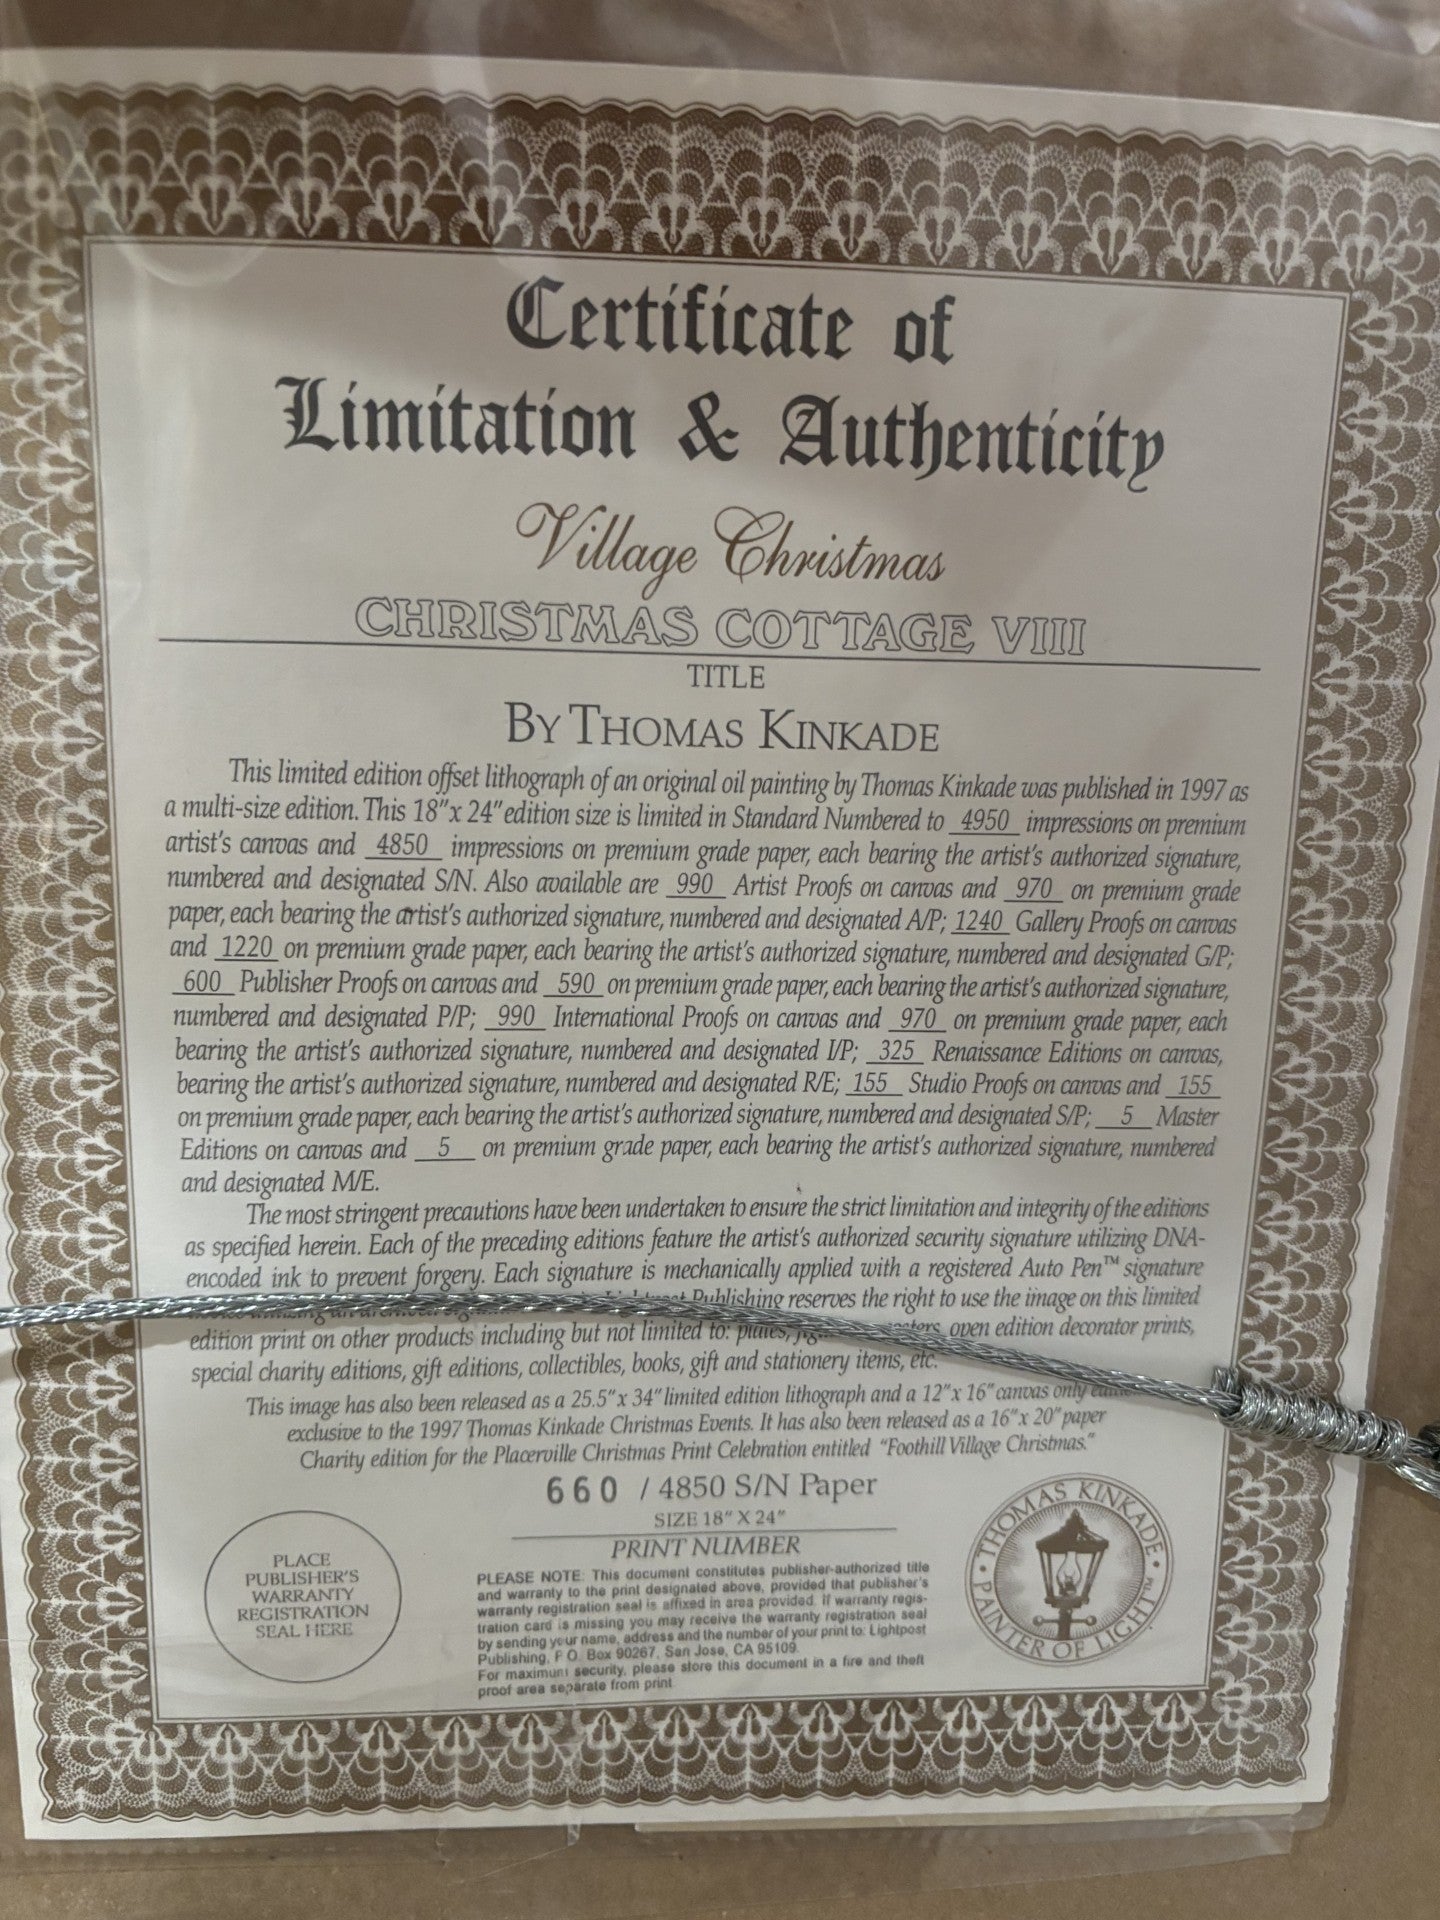 Certificate of
Limitation & Authenticity
Village Christmas
CHRISTMAS COTTAGE VIII
TITLE
BY THOMAS KINKADE
This limited edition offset lithograph of an original oil painting by Thomas Kinkade was published in 1997 as
a multi-size edition. This 18" x 24" edition size is limited in Standard Numbered to 4950 impressions on premium
artist's canvas and 4850 impressions on premium grade paper, each bearing the artist's authorized signature,
numbered and designated S/N. Also available are 990 Artist Proofs on canvas and 970 on premium grade
paper, each bearing the artist's authorized signature, numbered and designated A/P; 1240 Gallery Proofs on canvas
and 1220 on premium grade paper, each bearing the artist's authorized signature, numbered and designated G/P;
600 Publisher Proofs on canvas and 590 on premium grade paper, each bearing the artist's authorized signature,
numbered and designated P/P; 990 International Proofs on canvas and 970 on premium grade paper, each
bearing the artist's authorized signature, numbered and designated I/P; 325 Renaissance Editions on canvas,
bearing the artist's authorized signature, numbered and designated R/E; 155 Studio Proofs on canvas and 155
on premium grade paper, each bearing the artist's authorized signature, numbered and designated S/P; 5 Master
Editions on canvas and 5 on premium grade paper, each bearing the artist's authorized signature, numbered
and designated M/E.
The most stringent precautions have been undertaken to ensure the strict limitation and integrity of the editions
as specified herein. Each of the preceding editions feature the artist's authorized security signature utilizing DNA-
encoded ink to prevent forgery. Each signature is mechanically applied with a registered Auto Pen™ signature
utilizing an Publishing reserves the right to use the image on this limited
edition print on other products including but not limited to: plates, open edition decorator prints,
special charity editions, gift editions, collectibles, books, gift and stationery items, etc.
This image has also been released as a 25.5" x 34" limited edition lithograph and a 12" x 16" canvas only
exclusive to the 1997 Thomas Kinkade Christmas Events. It has also been released as a 16" x 20" paper
Charity edition for the Placerville Christmas Print Celebration entitled "Foothill Village Christmas."
660 / 4850 S/N Paper
SIZE 18" X 24"
PRINT NUMBER
PLACE
PUBLISHER'S
WARRANTY
REGISTRATION
SEAL HERE
PLEASE NOTE: This document constitutes publisher-authorized title
and warranty to the print designated above, provided that publisher's
warranty registration seal is affixed in area provided. If warranty regis-
tration card is missing you may receive the warranty registration seal
by sending your name, address and the number of your print to: Lightpost
Publishing, P.O. Box 90267, San Jose, CA 95109.
For maximum security, please store this document in a fire and theft
proof area separate from print
THOMAS KINKADE
PAINTER OF LIGHT